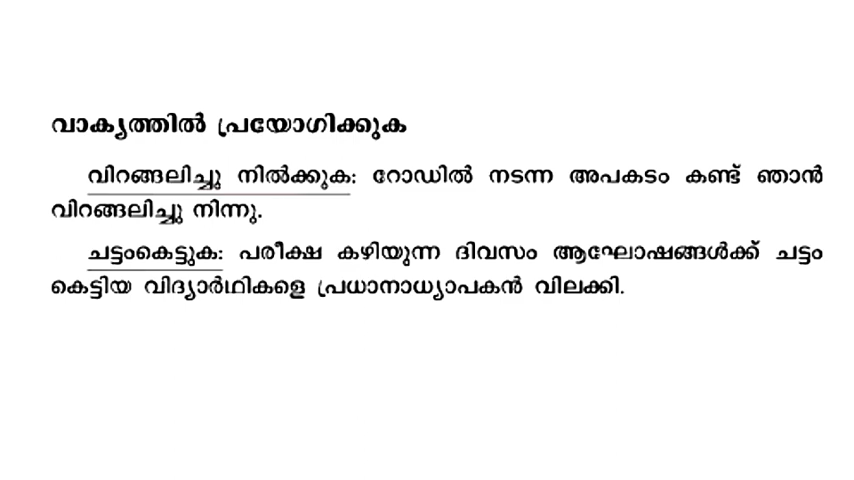 വാക്യത്തിൽ പ്രയോഗിക്കുക
വിറങ്ങലിച്ചു നിൽക്കുക: റോഡിൽ നടന്ന അപകടം കണ്ട് ഞാൻ
വിറങ്ങലിച്ചു നിന്നു.
ചട്ടംകെട്ടുക: പരീക്ഷ കഴിയുന്ന ദിവസം ആഘോഷങ്ങൾക്ക് ചട്ടം
കെട്ടിയ വിദ്യാർഥികളെ പ്രധാനാധ്യാപകൻ വിലക്കി.